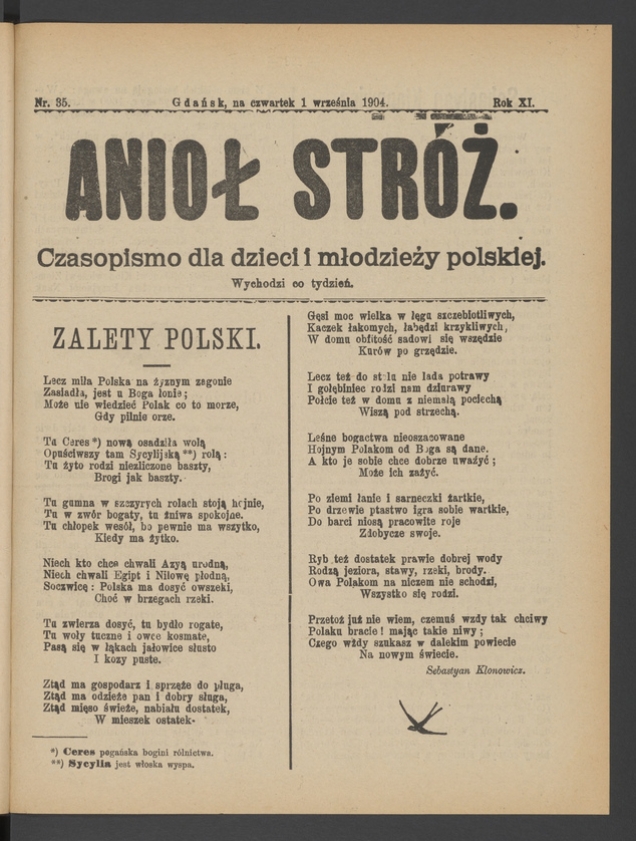 Nr. 35.
Gdańsk, na czwartek 1 września 1904.
Rok XI.
ANIOŁ STRÓŻ.
Czasopismo dla dzieci i młodzieży polskiej.
Wychodzi co tydzień.
ZALETY POLSKI.
Lecz miła Polska na żyznym zagonie
Zasiadła, jest u Boga łonie;
Może nie wiedzieć Polak co to morze,
Gdy pilnie orze.
Tu Ceres *) nową osadziła wolą
Opuściwszy tam Sycylijską **) rolą:
Tu żyto rodzi niezliczone baszty,
Brogi jak baszty.
Tu gumna w szczyrych rolach stoją hojnie,
Tu w zwór bogaty, tu żniwa spokojne.
Tu chłopek wesół, bo pewnie ma wszytko,
Kiedy ma żytko.
Niech kto chce chwali Azyą urodną,
Niech chwali Egipt i Nilową płodną,
Soczwicę: Polska ma dosyć owszeki,
Choć w brzegach rzeki.
Tu zwierza dosyć, tu bydło rogate,
Tu woły tuczne i owce kosmate,
Pasą się w łąkach jałowice słusto
I kozy puste.
Ztąd ma gospodarz i sprzęże do pługa,
Ztąd ma odzieże pan i dobry sługa,
Ztąd mięso świeże, nabiału dostatek,
W mieszek ostatek.
*) Ceres pogańska bogini rólnictwa.
**) Sycylia jest włoska wyspa.
Gęsi moc wielka w lęgu szczebiotliwych,
Kaczek łakomych, łabędzi krzykliwych,
W domu obfitość sadowi się wszędzie
Kurów po grzędzie.
Lecz też do stołu nie lada potrawy
I gołębiniec rodzi nam dziurawy
Połcie też w domu z niemałą pociechą
Wiszą pod strzechą.
Leśne bogactwa nieoszacowane
Hojnym Polakom od Boga są dane.
A kto je sobie chce dobrze uważyć;
Może ich zażyć.
Po ziemi łanie i sarneczki żartkie,
Po drzewie ptastwo igra sobie wartkie,
Do barci niosą pracowite roje
Zdobycze swoje.
Ryb też dostatek prawie dobrej wody
Rodzą jeziora, stawy, rzeki, brody.
Owa Polakom na niczem nie schodzi,
Wszystko się rodzi.
Przetoż już nie wiem, czemuś wzdy tak chciwy
Polaku bracie! mając takie niwy;
Czego wżdy szukasz w dalekim powiecie
Na nowym świecie.
Sebastyan Klonowicz.